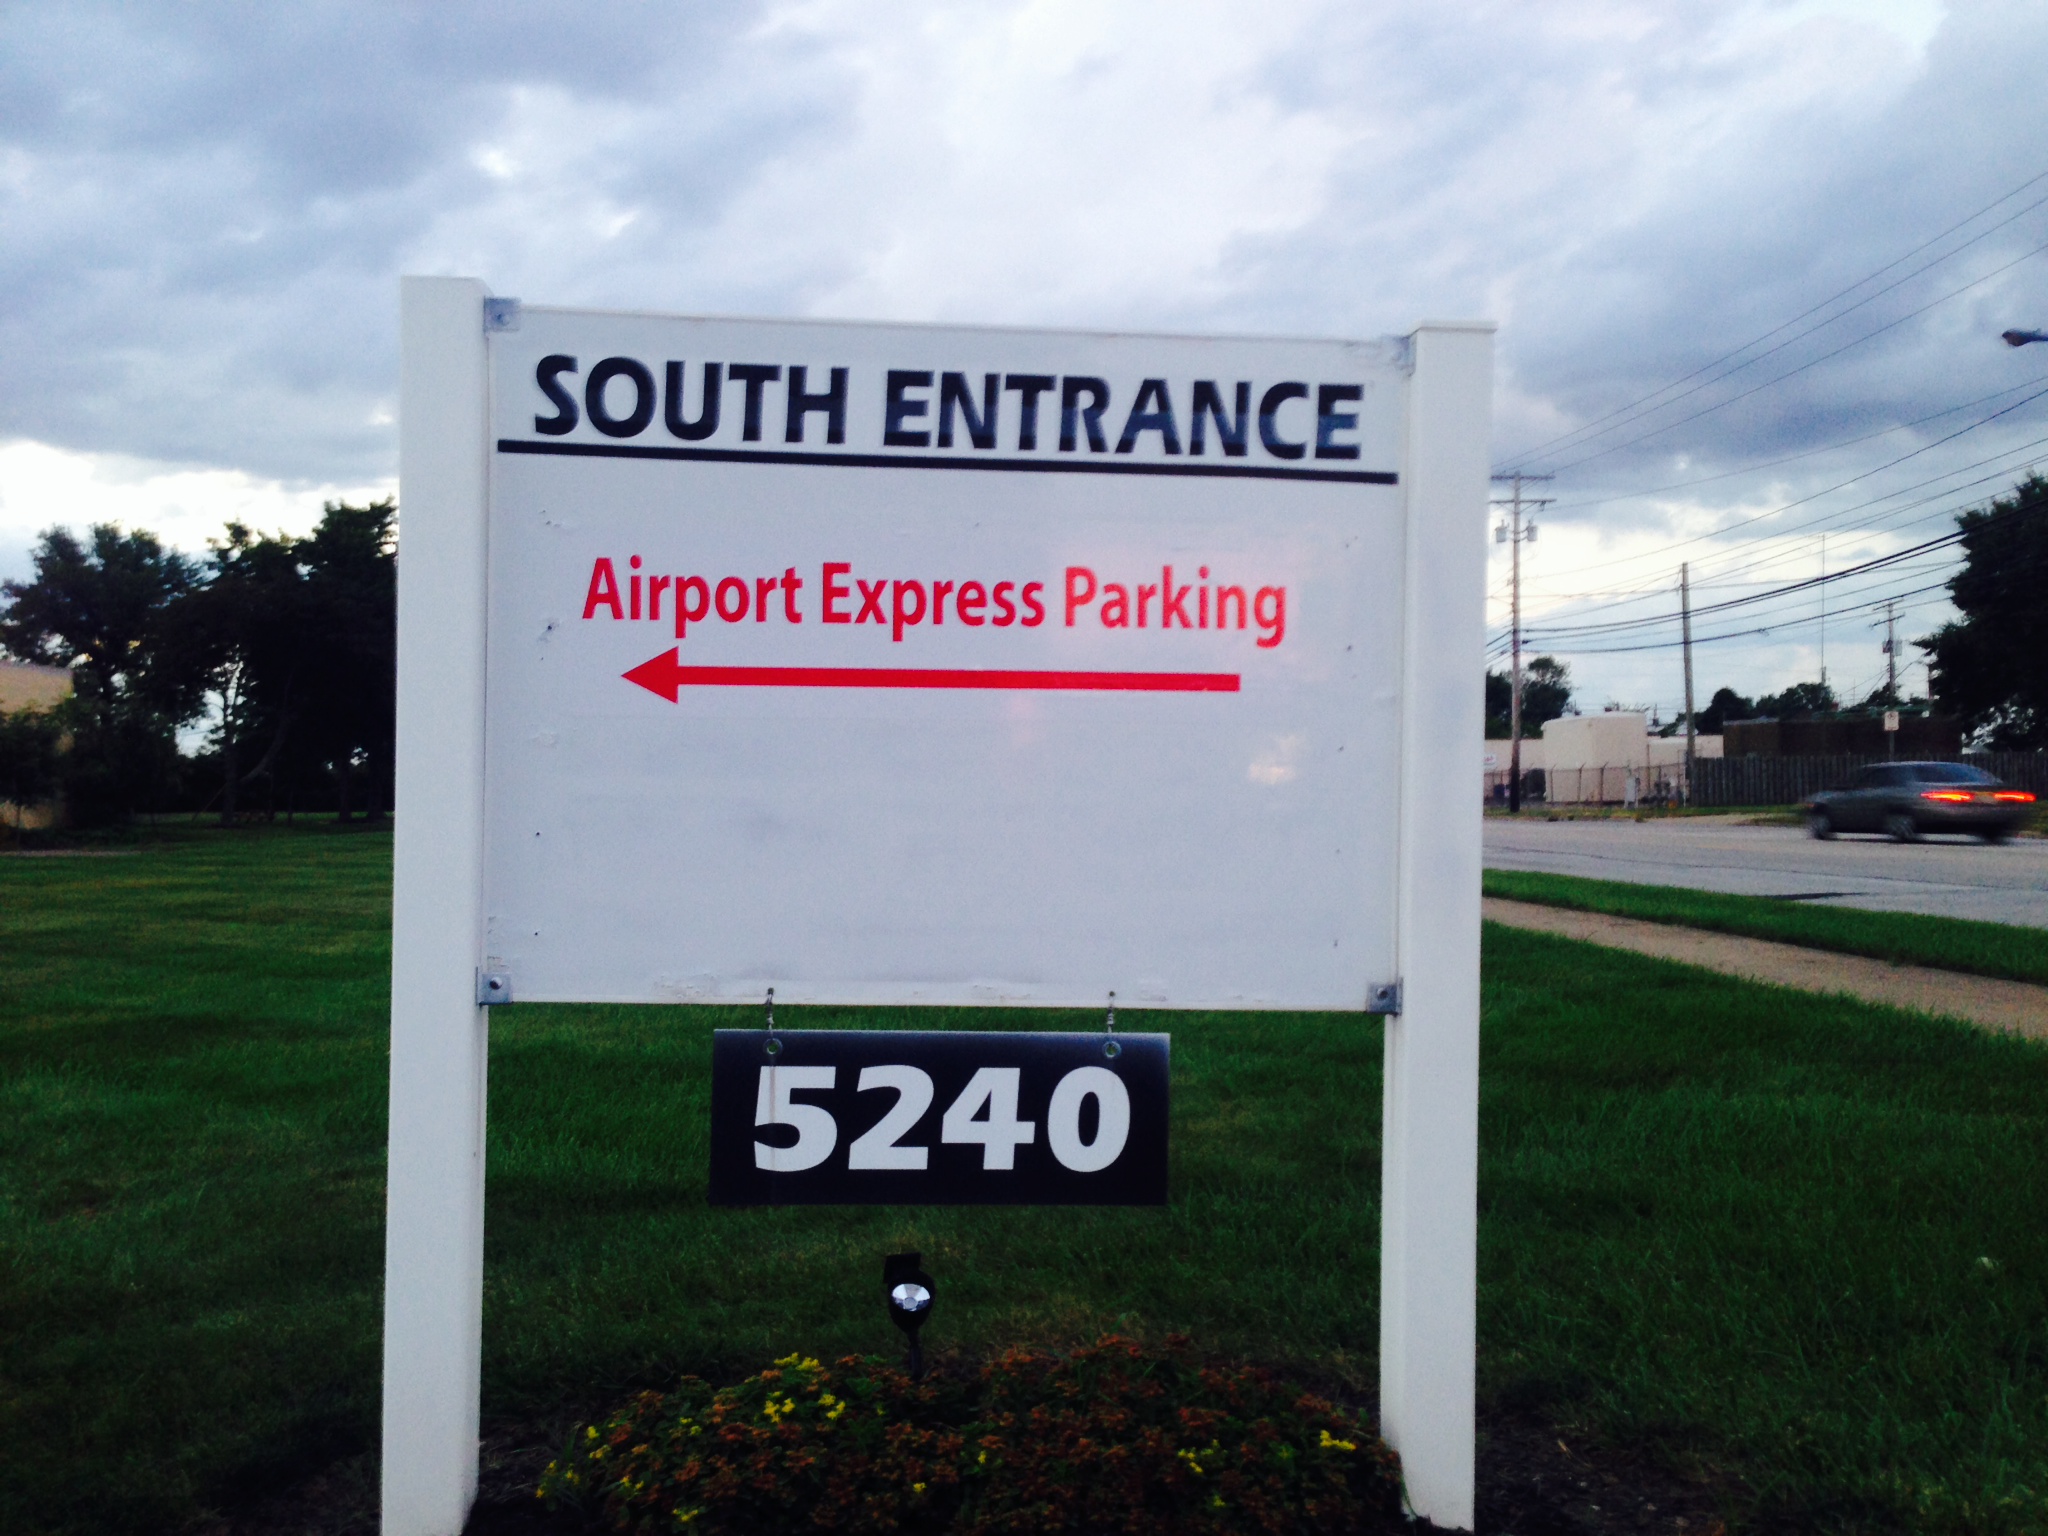 SOUTH ENTRANCE
Airport Express Parking
5240